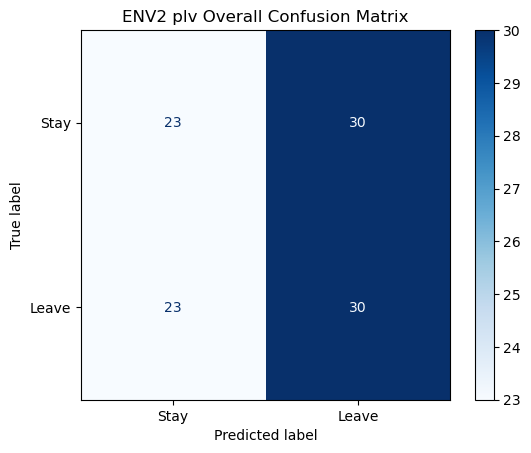 ENV2 plv Overall Confusion Matrix
True label
Stay
23
30
Leave
23
30
Stay
Leave
Predicted label
30
29
28
27
26
25
24
23